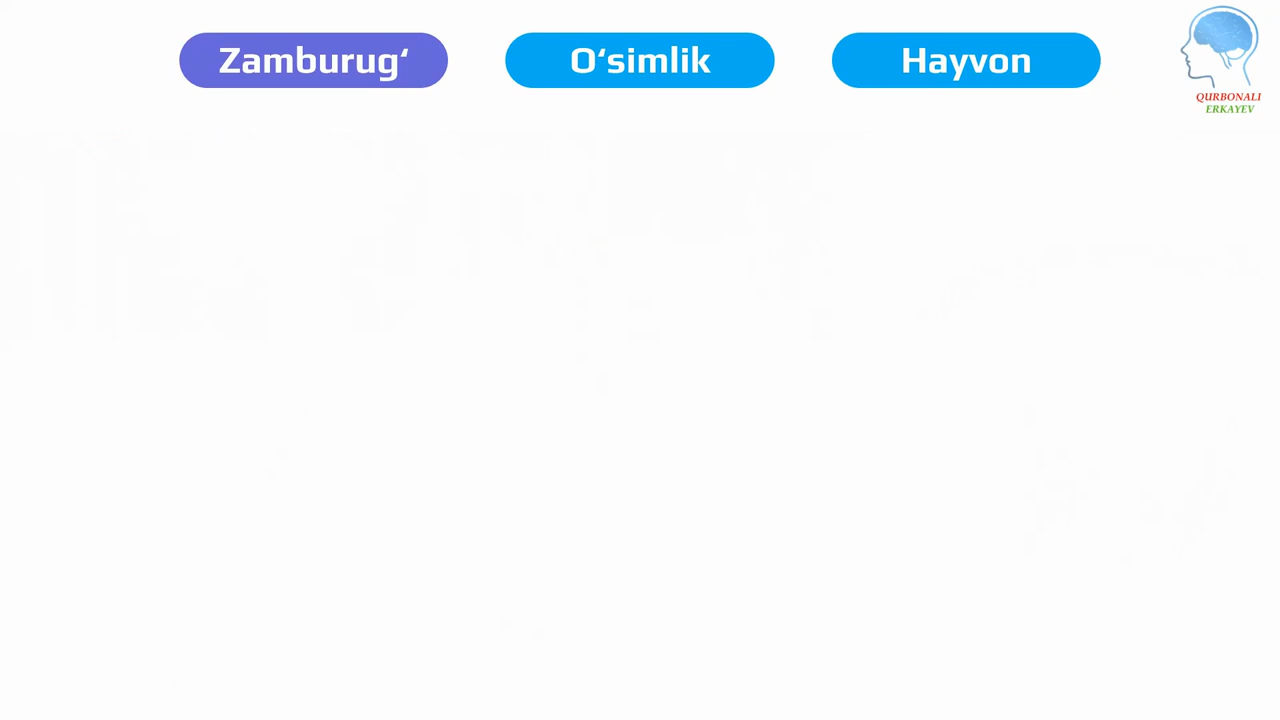 Zamburug‘
O‘simlik
Hayvon
QURBONALI
ERKAYEV